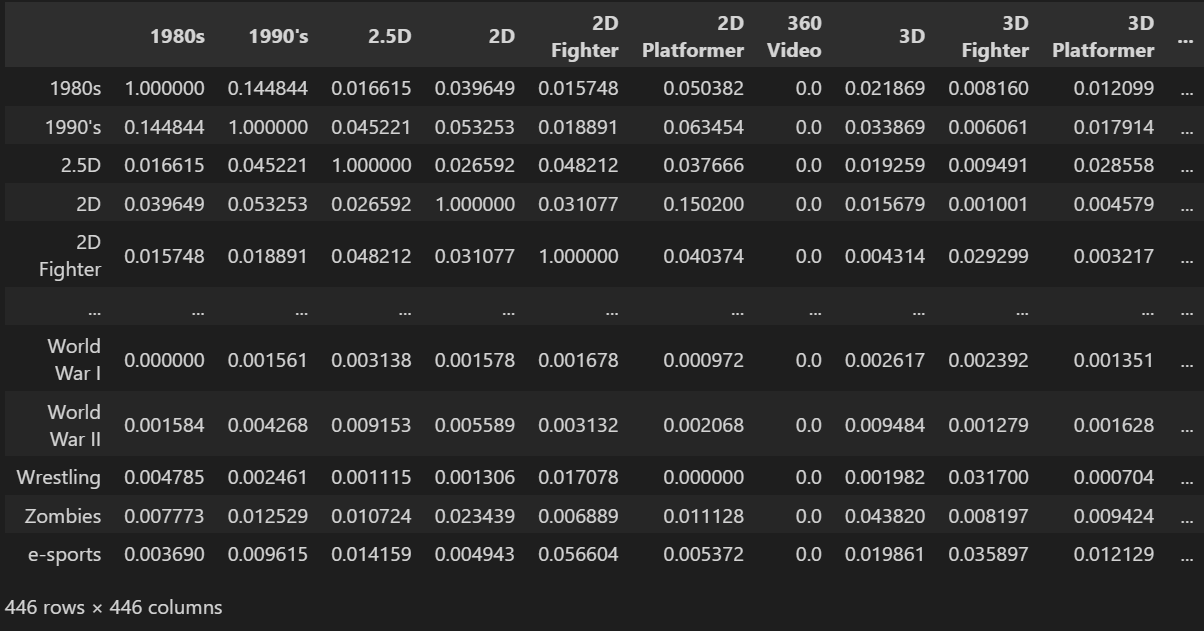 1980s 1990's 2.5D 2D 2D Fighter 2D Platformer 360 Video 3D 3D Fighter 3D Platformer ...
1980s 1.000000 0.144844 0.016615 0.039649 0.015748 0.050382 0.0 0.021869 0.008160 0.012099 ...
1990's 0.144844 1.000000 0.045221 0.053253 0.018891 0.063454 0.0 0.033869 0.006061 0.017914 ...
2.5D 0.016615 0.045221 1.000000 0.026592 0.048212 0.037666 0.0 0.019259 0.009491 0.028558 ...
2D 0.039649 0.053253 0.026592 1.000000 0.031077 0.150200 0.0 0.015679 0.001001 0.004579 ...
2D Fighter 0.015748 0.018891 0.048212 0.031077 1.000000 0.040374 0.0 0.004314 0.029299 0.003217 ...
... ... ... ... ... ... ... ... ... ... ... ...
World War I 0.000000 0.001561 0.003138 0.001578 0.001678 0.000972 0.0 0.002617 0.002392 0.001351 ...
World War II 0.001584 0.004268 0.009153 0.005589 0.003132 0.002068 0.0 0.009484 0.001279 0.001628 ...
Wrestling 0.004785 0.002461 0.001115 0.001306 0.017078 0.000000 0.0 0.001982 0.031700 0.000704 ...
Zombies 0.007773 0.012529 0.010724 0.023439 0.006889 0.011128 0.0 0.043820 0.008197 0.009424 ...
e-sports 0.003690 0.009615 0.014159 0.004943 0.056604 0.005372 0.0 0.019861 0.035897 0.012129 ...
446 rows × 446 columns